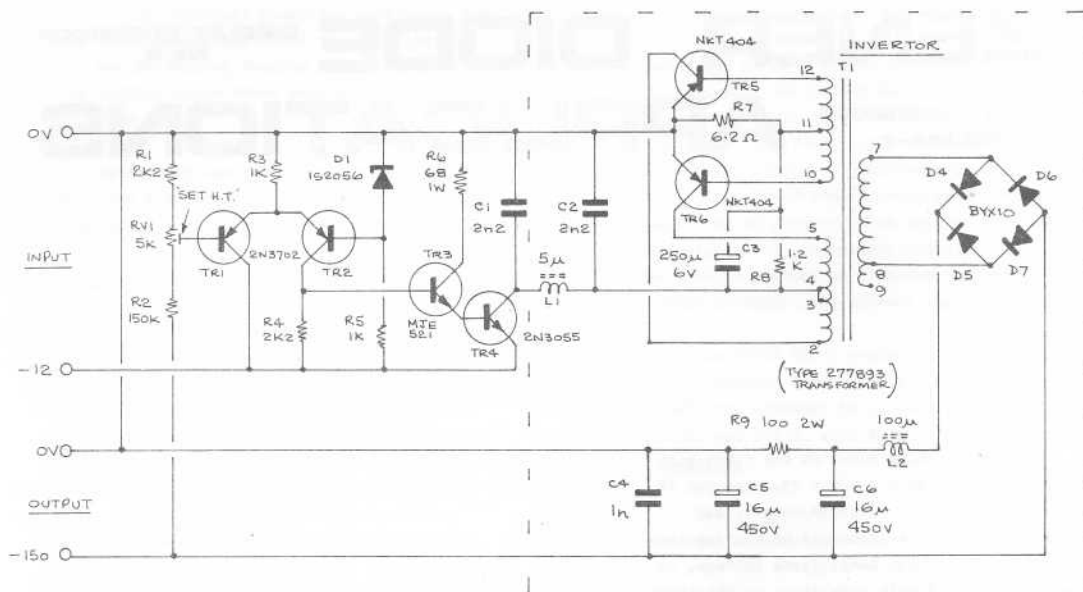 NKT404
INVERTOR
T1
12
TR5
R7
6.2Ω
11
0V
R1
2K2
R3
1K
D1
1S2056
R6
68
1W
10
7
D4
D6
BYX10
"SET H.T."
RV1
5K
C1
2n2
C2
2n2
NKT404
TR6
5
C3
250µ
6V
1.2
K
R8
4
3
8
9
D5
D7
INPUT
TR1
2N3702
TR2
TR3
5µ
L1
R2
150K
R4
2K2
R5
1K
MJE
521
TR4
2N3055
2
-12
(TYPE 277893
TRANSFORMER)
R9 100 2W
100µ
L2
0V
OUTPUT
C4
1n
C5
16µ
450V
C6
16µ
450V
-150